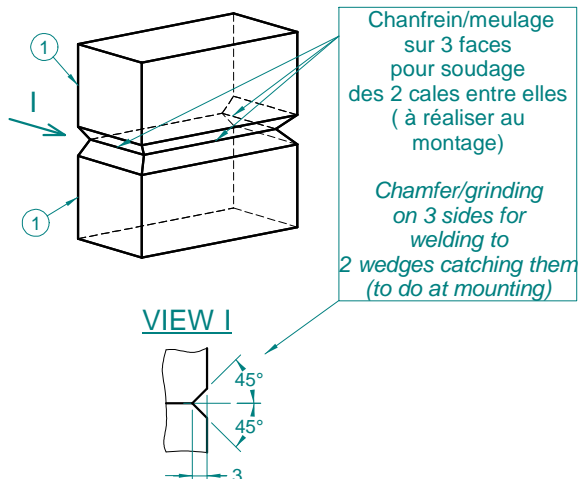 1
I
1
Chanfrein/meulage
sur 3 faces
pour soudage
des 2 cales entre elles
( à réaliser au
montage)
Chamfer/grinding
on 3 sides for
welding to
2 wedges catching them
(to do at mounting)
VIEW I
45°
45°
3